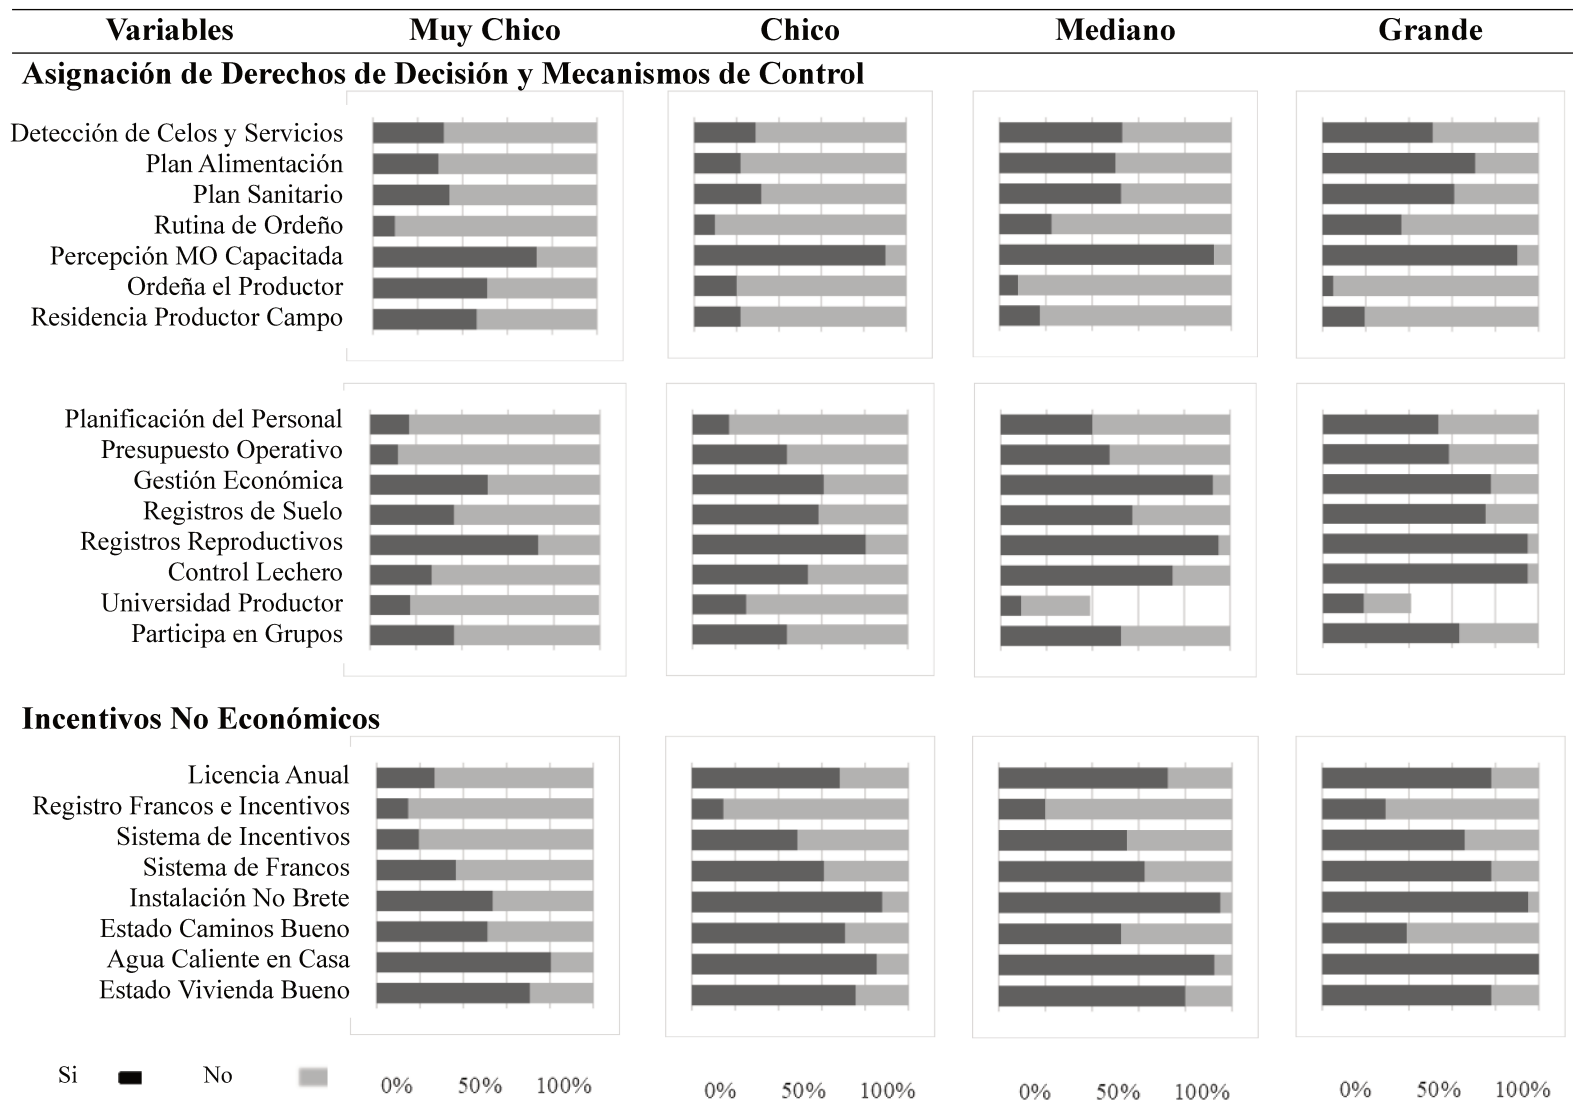 Variables Muy Chico Chico Mediano Grande
Asignación de Derechos de Decisión y Mecanismos de Control
Detección de Celos y Servicios
Plan Alimentación
Plan Sanitario
Rutina de Ordeño
Percepción MO Capacitada
Ordeña el Productor
Residencia Productor Campo
Planificación del Personal
Presupuesto Operativo
Gestión Económica
Registros de Suelo
Registros Reproductivos
Control Lechero
Universidad Productor
Participa en Grupos
Incentivos No Económicos
Licencia Anual
Registro Francos e Incentivos
Sistema de Incentivos
Sistema de Francos
Instalación No Brete
Estado Caminos Bueno
Agua Caliente en Casa
Estado Vivienda Bueno
Si No 0% 50% 100% 0% 50% 100% 0% 50% 100% 0% 50% 100%